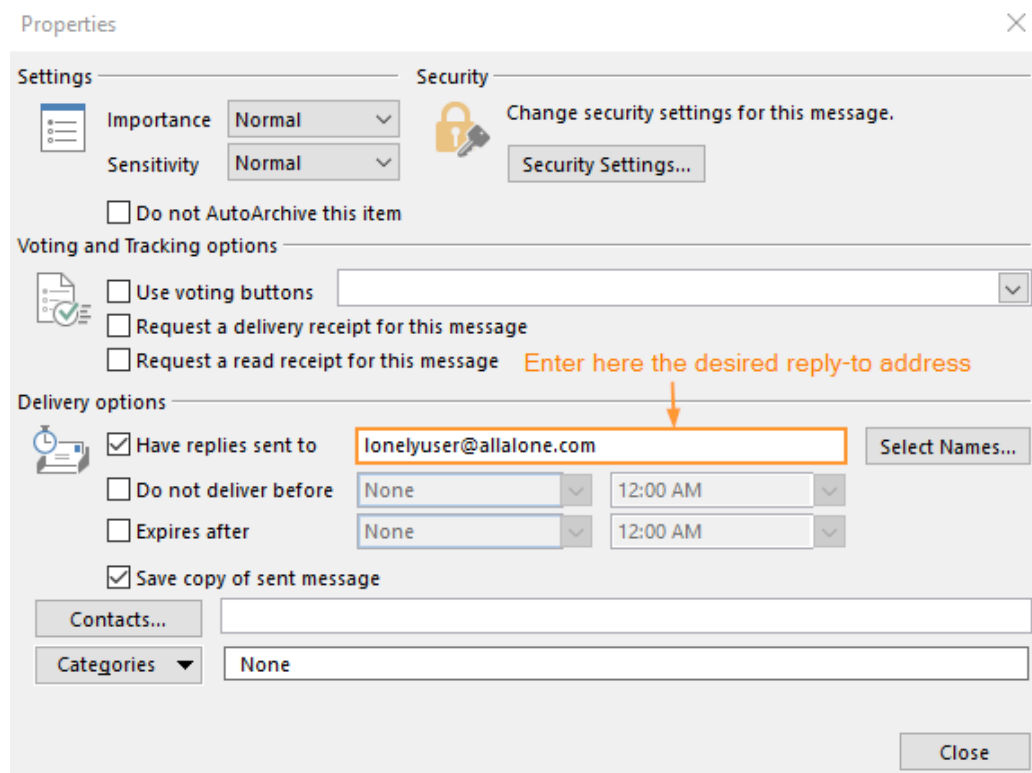 Properties
Settings
Security
Importance Normal
Change security settings for this message.
Sensitivity Normal
Security Settings...
Do not AutoArchive this item
Voting and Tracking options
Use voting buttons
Request a delivery receipt for this message
Request a read receipt for this message
Enter here the desired reply-to address
Delivery options
Have replies sent to lonelyuser@allalone.com Select Names...
Do not deliver before None 12:00 AM
Expires after None 12:00 AM
Save copy of sent message
Contacts...
Categories None
Close